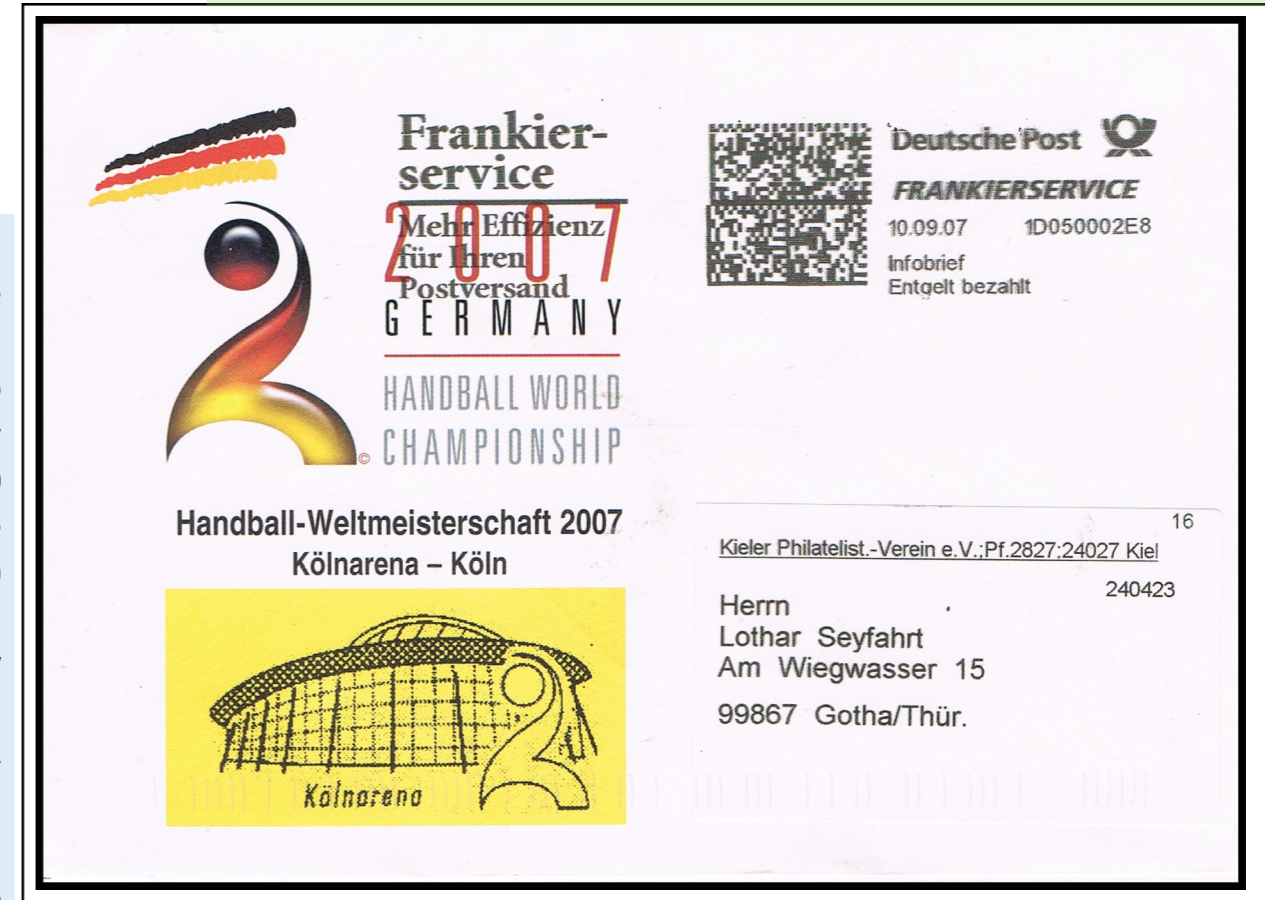 Frankier-
service
Mehr Effizienz
für Ihren
Postversand
2007
GERMANY
HANDBALL WORLD
CHAMPIONSHIP
©
Handball-Weltmeisterschaft 2007
Kölnarena – Köln
Kölnarena
Deutsche Post
FRANKIERSERVICE
10.09.07 1D050002E8
Infobrief
Entgelt bezahlt
16
Kieler Philatelist.-Verein e.V.;Pf.2827;24027 Kiel
240423
Herrn
Lothar Seyfahrt
Am Wiegwasser 15
99867 Gotha/Thür.